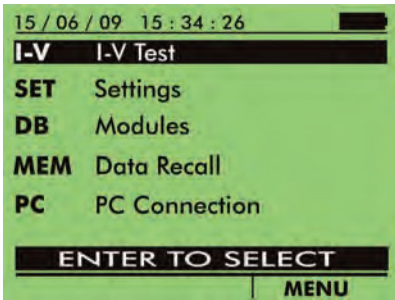 15 / 06 / 09 15 : 34 : 26
I-V I-V Test
SET Settings
DB Modules
MEM Data Recall
PC PC Connection
ENTER TO SELECT
MENU